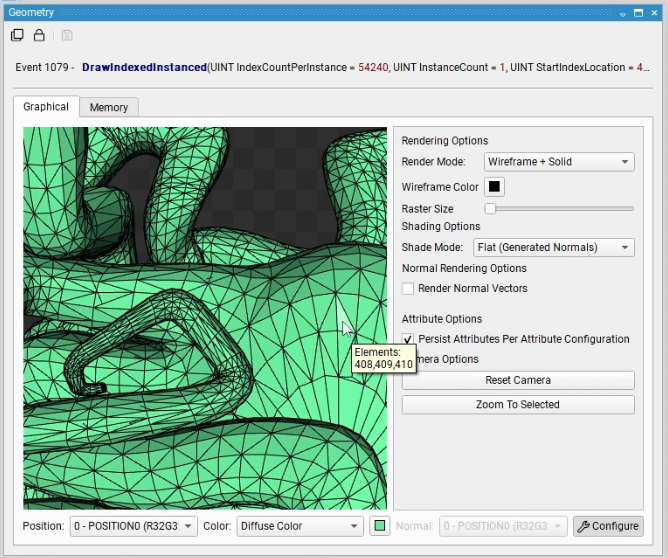 Geometry
Event 1079 - DrawIndexedInstanced(UINT IndexCountPerInstance = 54240, UINT InstanceCount = 1, UINT StartIndexLocation = 4...
Graphical Memory
Rendering Options
Render Mode: Wireframe + Solid
Wireframe Color
Raster Size
Shading Options
Shade Mode: Flat (Generated Normals)
Normal Rendering Options
Render Normal Vectors
Attribute Options
Persist Attributes Per Attribute Configuration
Elements:
408,409,410
mera Options
Reset Camera
Zoom To Selected
Position: 0 - POSITION0 (R32G3 Color: Diffuse Color Normal: 0 - POSITION0 (R32G3 Configure